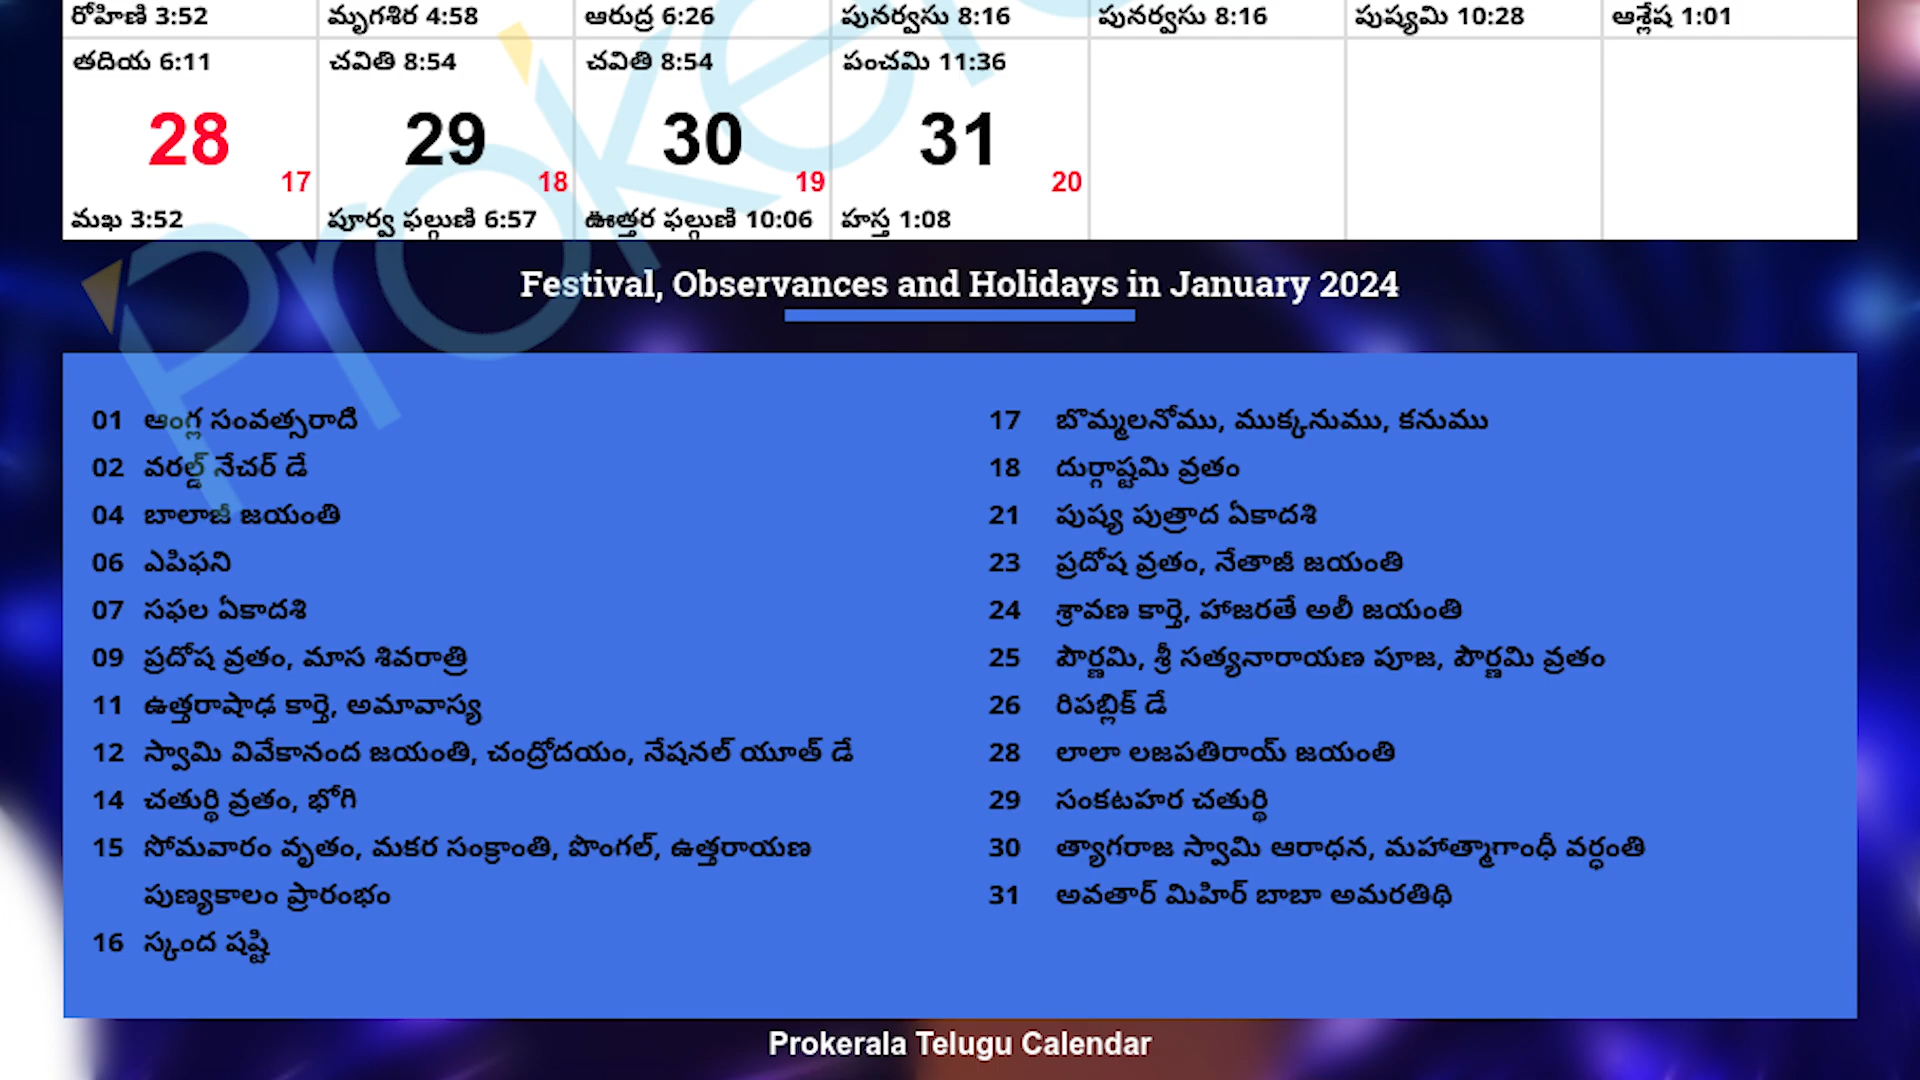 రోహిణి 3:52 మృగశిర 4:58 ఆరుద్ర 6:26 పునర్వసు 8:16 పునర్వసు 8:16 పుష్యమి 10:28 ఆశ్లేష 1:01
తదియ 6:11 చవితి 8:54 చవితి 8:54 పంచమి 11:36
28 29 30 31
17 18 19 20
మఖ 3:52 పూర్వ ఫల్గుణి 6:57 ఊత్తర ఫల్గుణి 10:06 హస్త 1:08
Festival, Observances and Holidays in January 2024
01 ఆంగ్ల సంవత్సరాది
02 వరల్డ్ నేచర్ డే
04 బాలాజీ జయంతి
06 ఎపిఫని
07 సఫల ఏకాదశి
09 ప్రదోష వ్రతం, మాస శివరాత్రి
11 ఉత్తరాషాఢ కార్తె, అమావాస్య
12 స్వామి వివేకానంద జయంతి, చంద్రోదయం, నేషనల్ యూత్ డే
14 చతుర్థి వ్రతం, భోగి
15 సోమవారం వృతం, మకర సంక్రాంతి, పొంగల్, ఉత్తరాయణ
పుణ్యకాలం ప్రారంభం
16 స్కంద షష్టి
17 బొమ్మలనోము, ముక్కనుము, కనుము
18 దుర్గాష్టమి వ్రతం
21 పుష్య పుత్రాద ఏకాదశి
23 ప్రదోష వ్రతం, నేతాజీ జయంతి
24 శ్రావణ కార్తె, హాజరతే అలీ జయంతి
25 పౌర్ణమి, శ్రీ సత్యనారాయణ పూజ, పౌర్ణమి వ్రతం
26 రిపబ్లిక్ డే
28 లాలా లజపతిరాయ్ జయంతి
29 సంకటహర చతుర్థి
30 త్యాగరాజ స్వామి ఆరాధన, మహాత్మాగాంధీ వర్ధంతి
31 అవతార్ మిహిర్ బాబా అమరతిథి
Prokerala Telugu Calendar